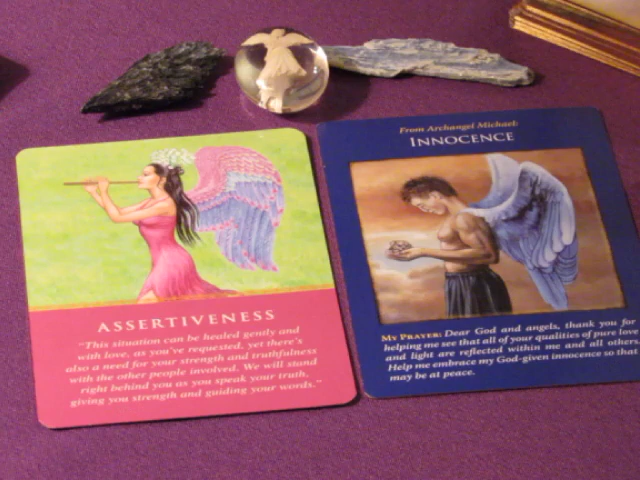 ASSERTIVENESS
"This situation can be healed gently and
with love, as you've requested, yet there's
also a need for your strength and truthfulness
with the other people involved. We will stand
right behind you as you speak your truth,
giving you strength and guiding your words."
From Archangel Michael:
INNOCENCE
MY PRAYER: Dear God and angels, thank you for
helping me see that all of your qualities of pure love
and light are reflected within me and all others.
Help me embrace my God-given innocence so that
may be at peace.